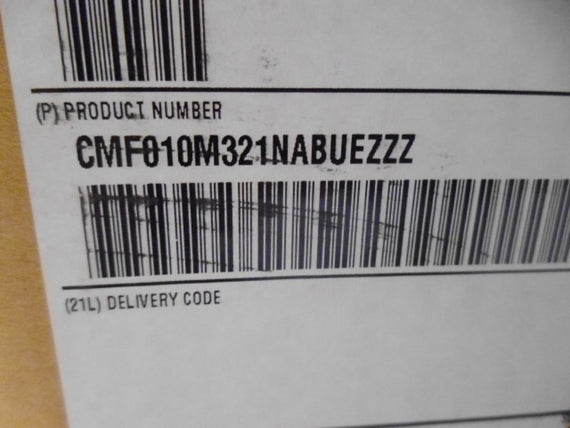 (P) PRODUCT NUMBER
CMF010M321NABUEZZZ
(21L) DELIVERY CODE